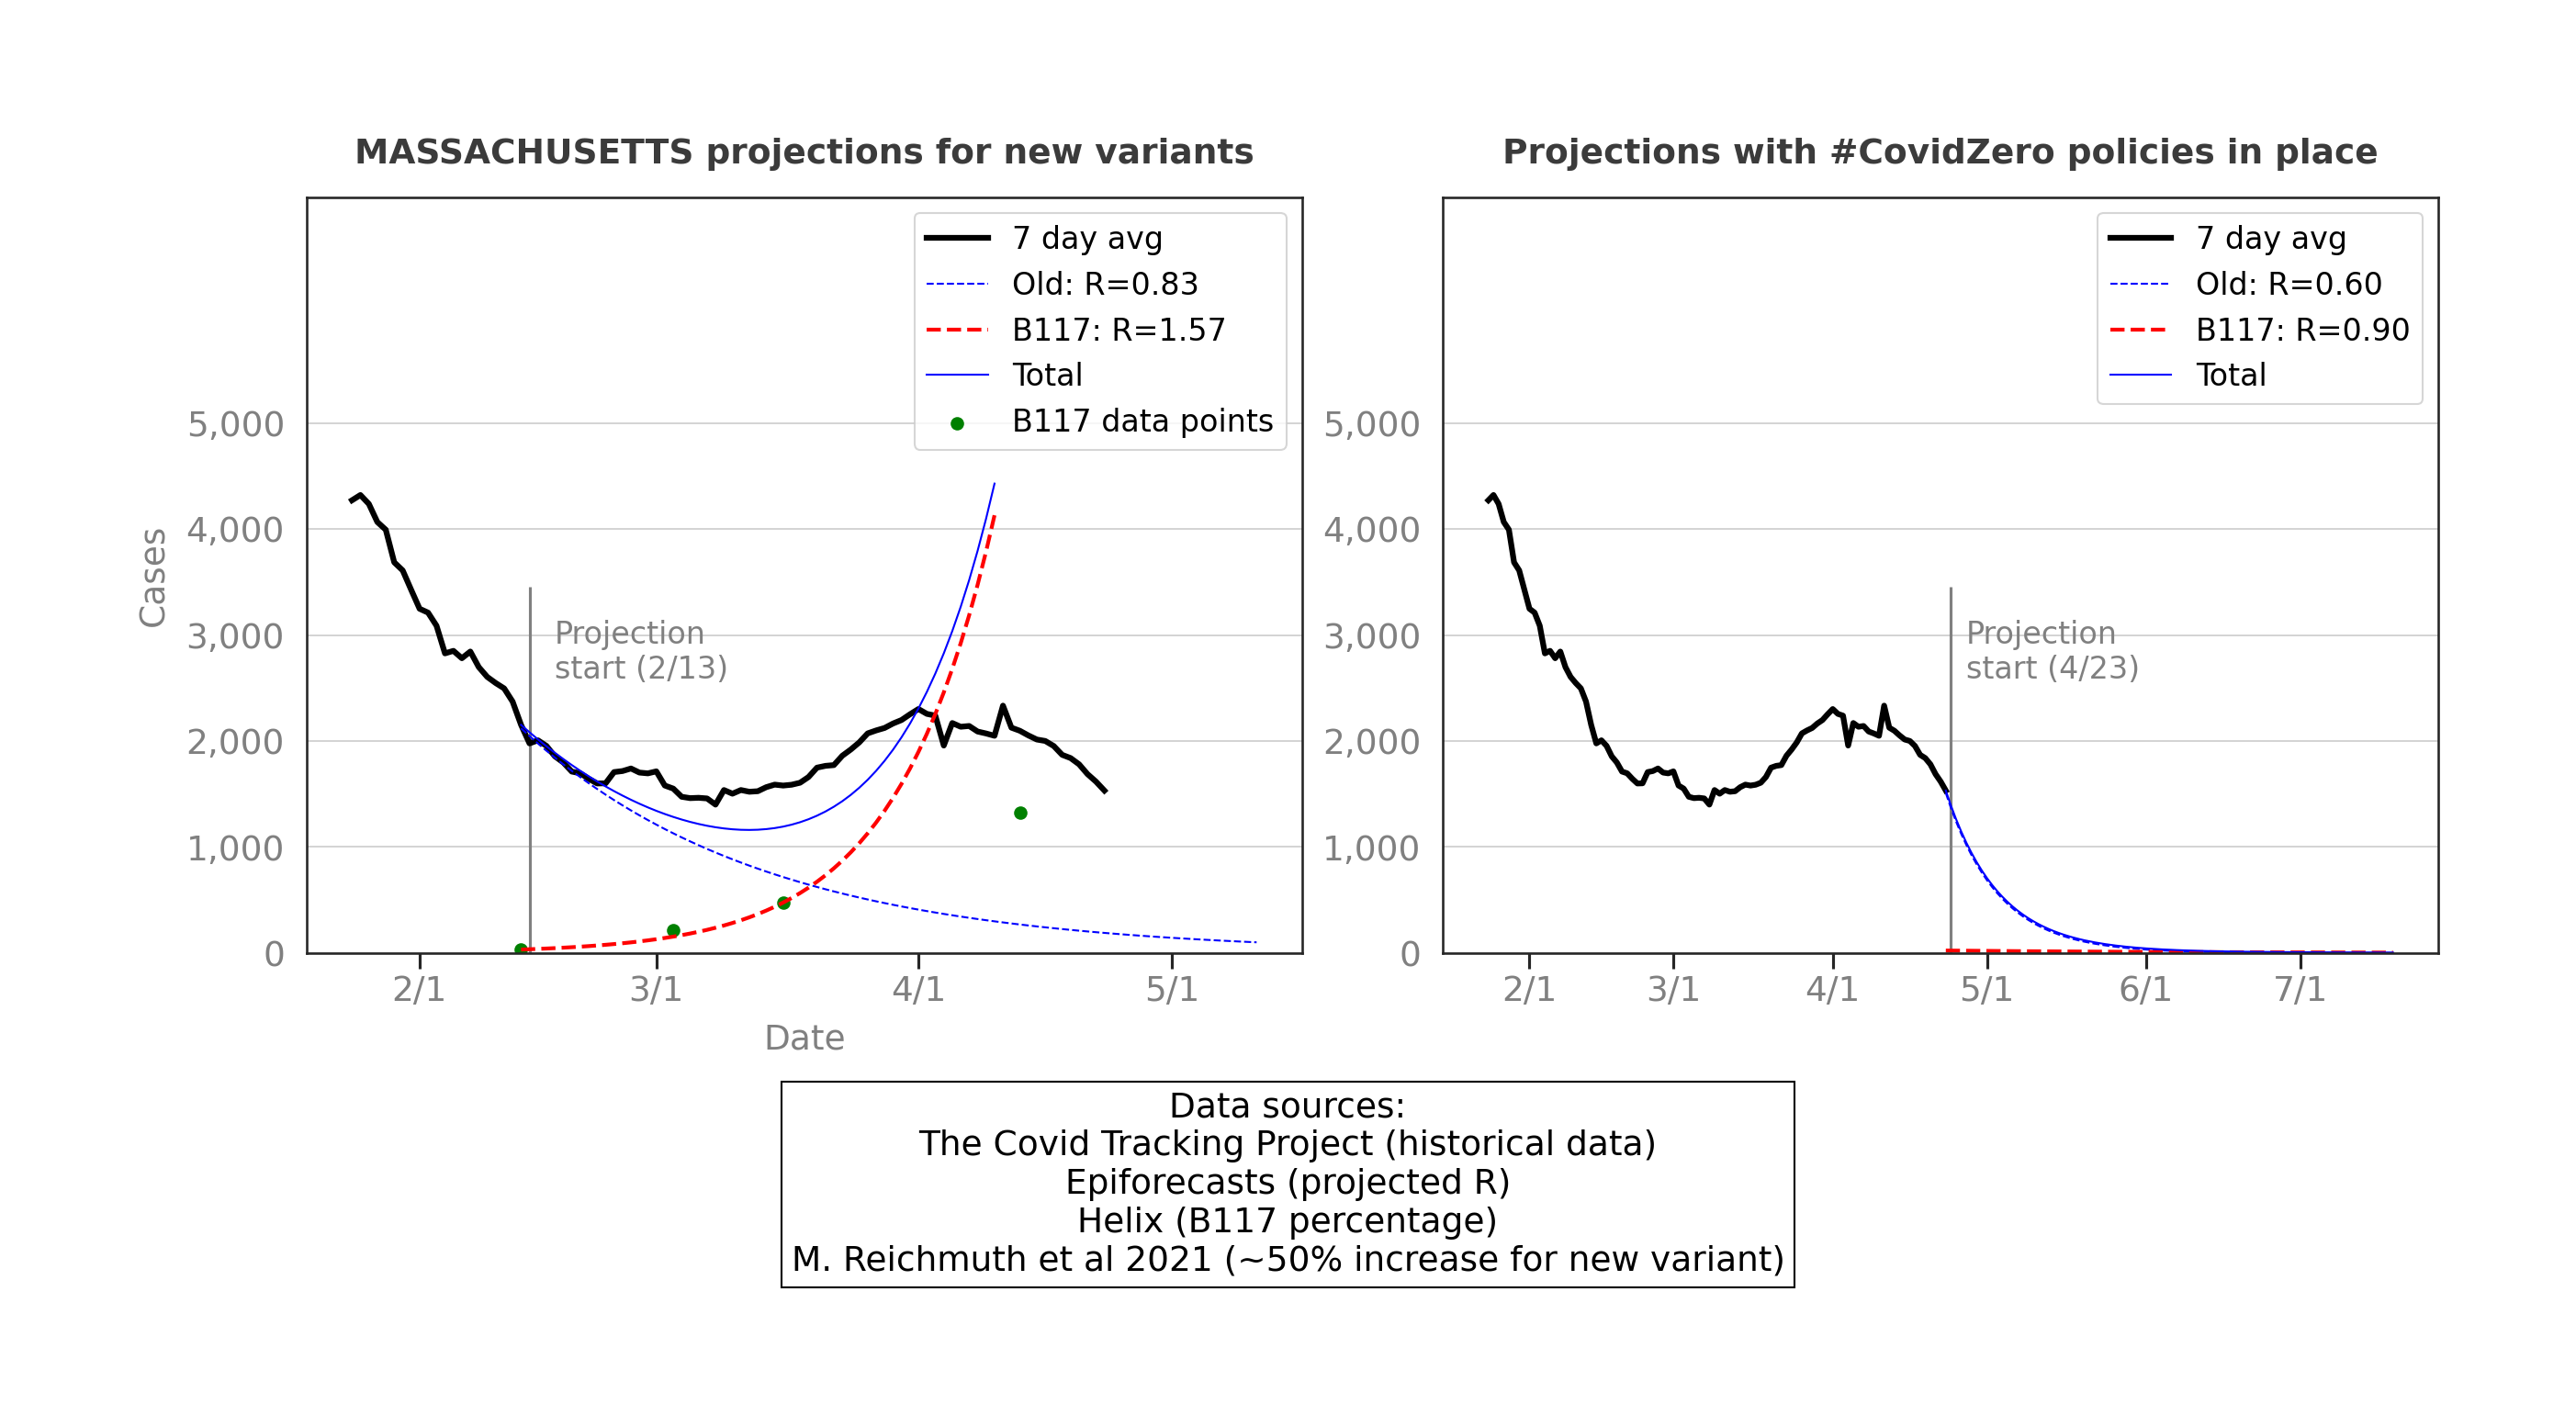 MASSACHUSETTS projections for new variants
7 day avg
Old: R=0.83
B117: R=1.57
Total
B117 data points
Projection
start (2/13)
Cases
5,000
4,000
3,000
2,000
1,000
0
2/1
3/1
4/1
5/1
Date
Projections with #CovidZero policies in place
7 day avg
Old: R=0.60
B117: R=0.90
Total
Projection
start (4/23)
5,000
4,000
3,000
2,000
1,000
0
2/1
3/1
4/1
5/1
6/1
7/1
Data sources:
The Covid Tracking Project (historical data)
Epiforecasts (projected R)
Helix (B117 percentage)
M. Reichmuth et al 2021 (~50% increase for new variant)